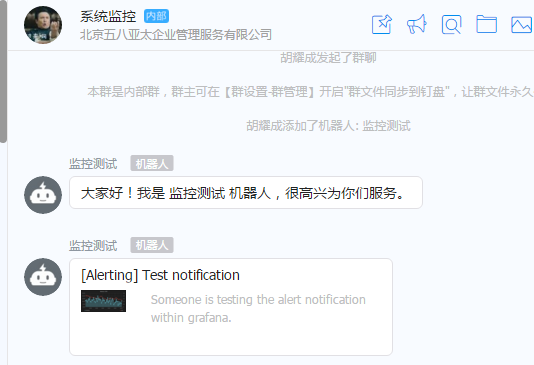 系统监控 内部
北京五八亚太企业管理服务有限公司
胡耀成发起了群聊
本群是内部群，群主可在【群设置-群管理】开启"群文件同步到钉盘"，让群文件永久
胡耀成添加了机器人: 监控测试
监控测试 机器人
大家好！我是 监控测试 机器人，很高兴为你们服务。
监控测试 机器人
[Alerting] Test notification
Someone is testing the alert notification
within grafana.